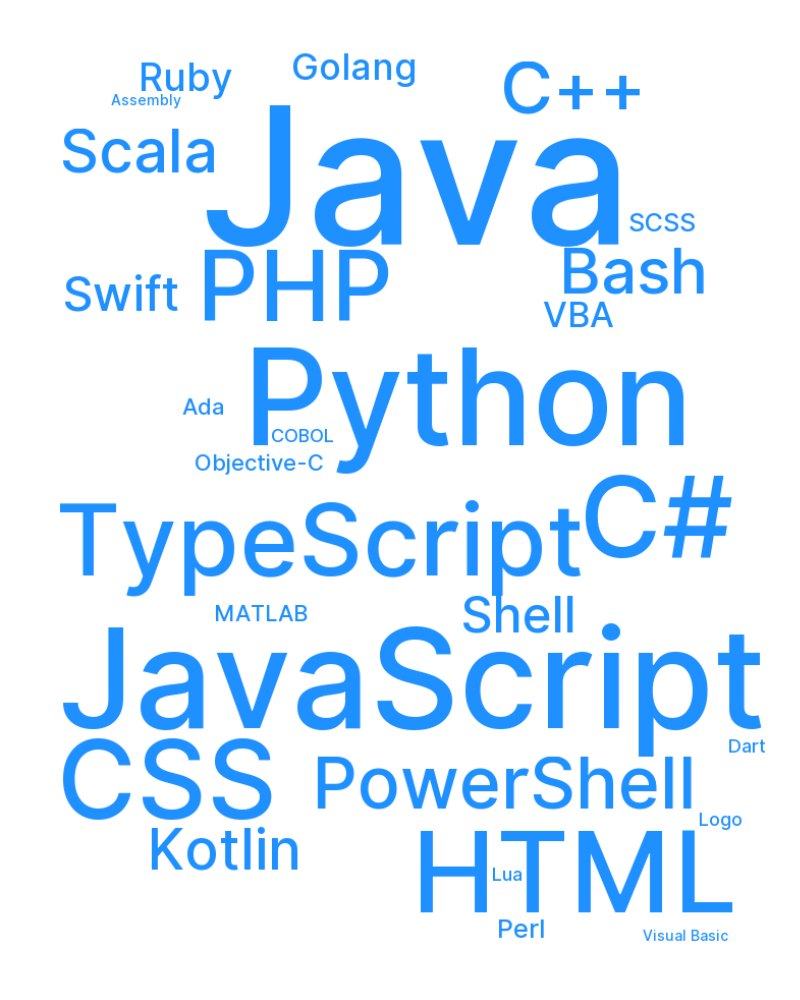 Ruby
Golang
C++
Assembly
Scala
Java
SCSS
Swift
PHP
Bash
VBA
Python
Ada
COBOL
Objective-C
C#
TypeScript
MATLAB
Shell
JavaScript
Dart
CSS
PowerShell
Logo
Kotlin
HTML
Lua
Perl
Visual Basic